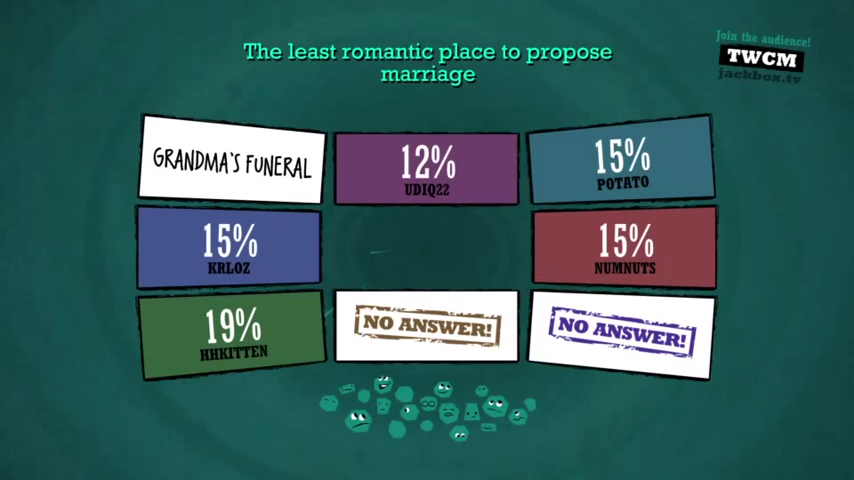 The least romantic place to propose
marriage
Join the audience!
TWCM
jackbox.tv
GRANDMA'S FUNERAL
12%
UDIQ22
15%
POTATO
15%
KRLOZ
15%
NUMNUTS
19%
HHKITTEN
NO ANSWER!
NO ANSWER!